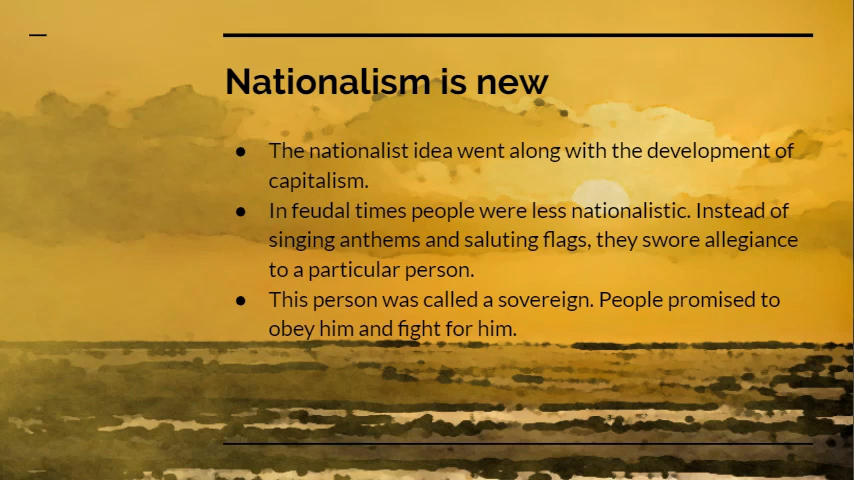 Nationalism is new
● The nationalist idea went along with the development of
capitalism.
● In feudal times people were less nationalistic. Instead of
singing anthems and saluting flags, they swore allegiance
to a particular person.
● This person was called a sovereign. People promised to
obey him and fight for him.